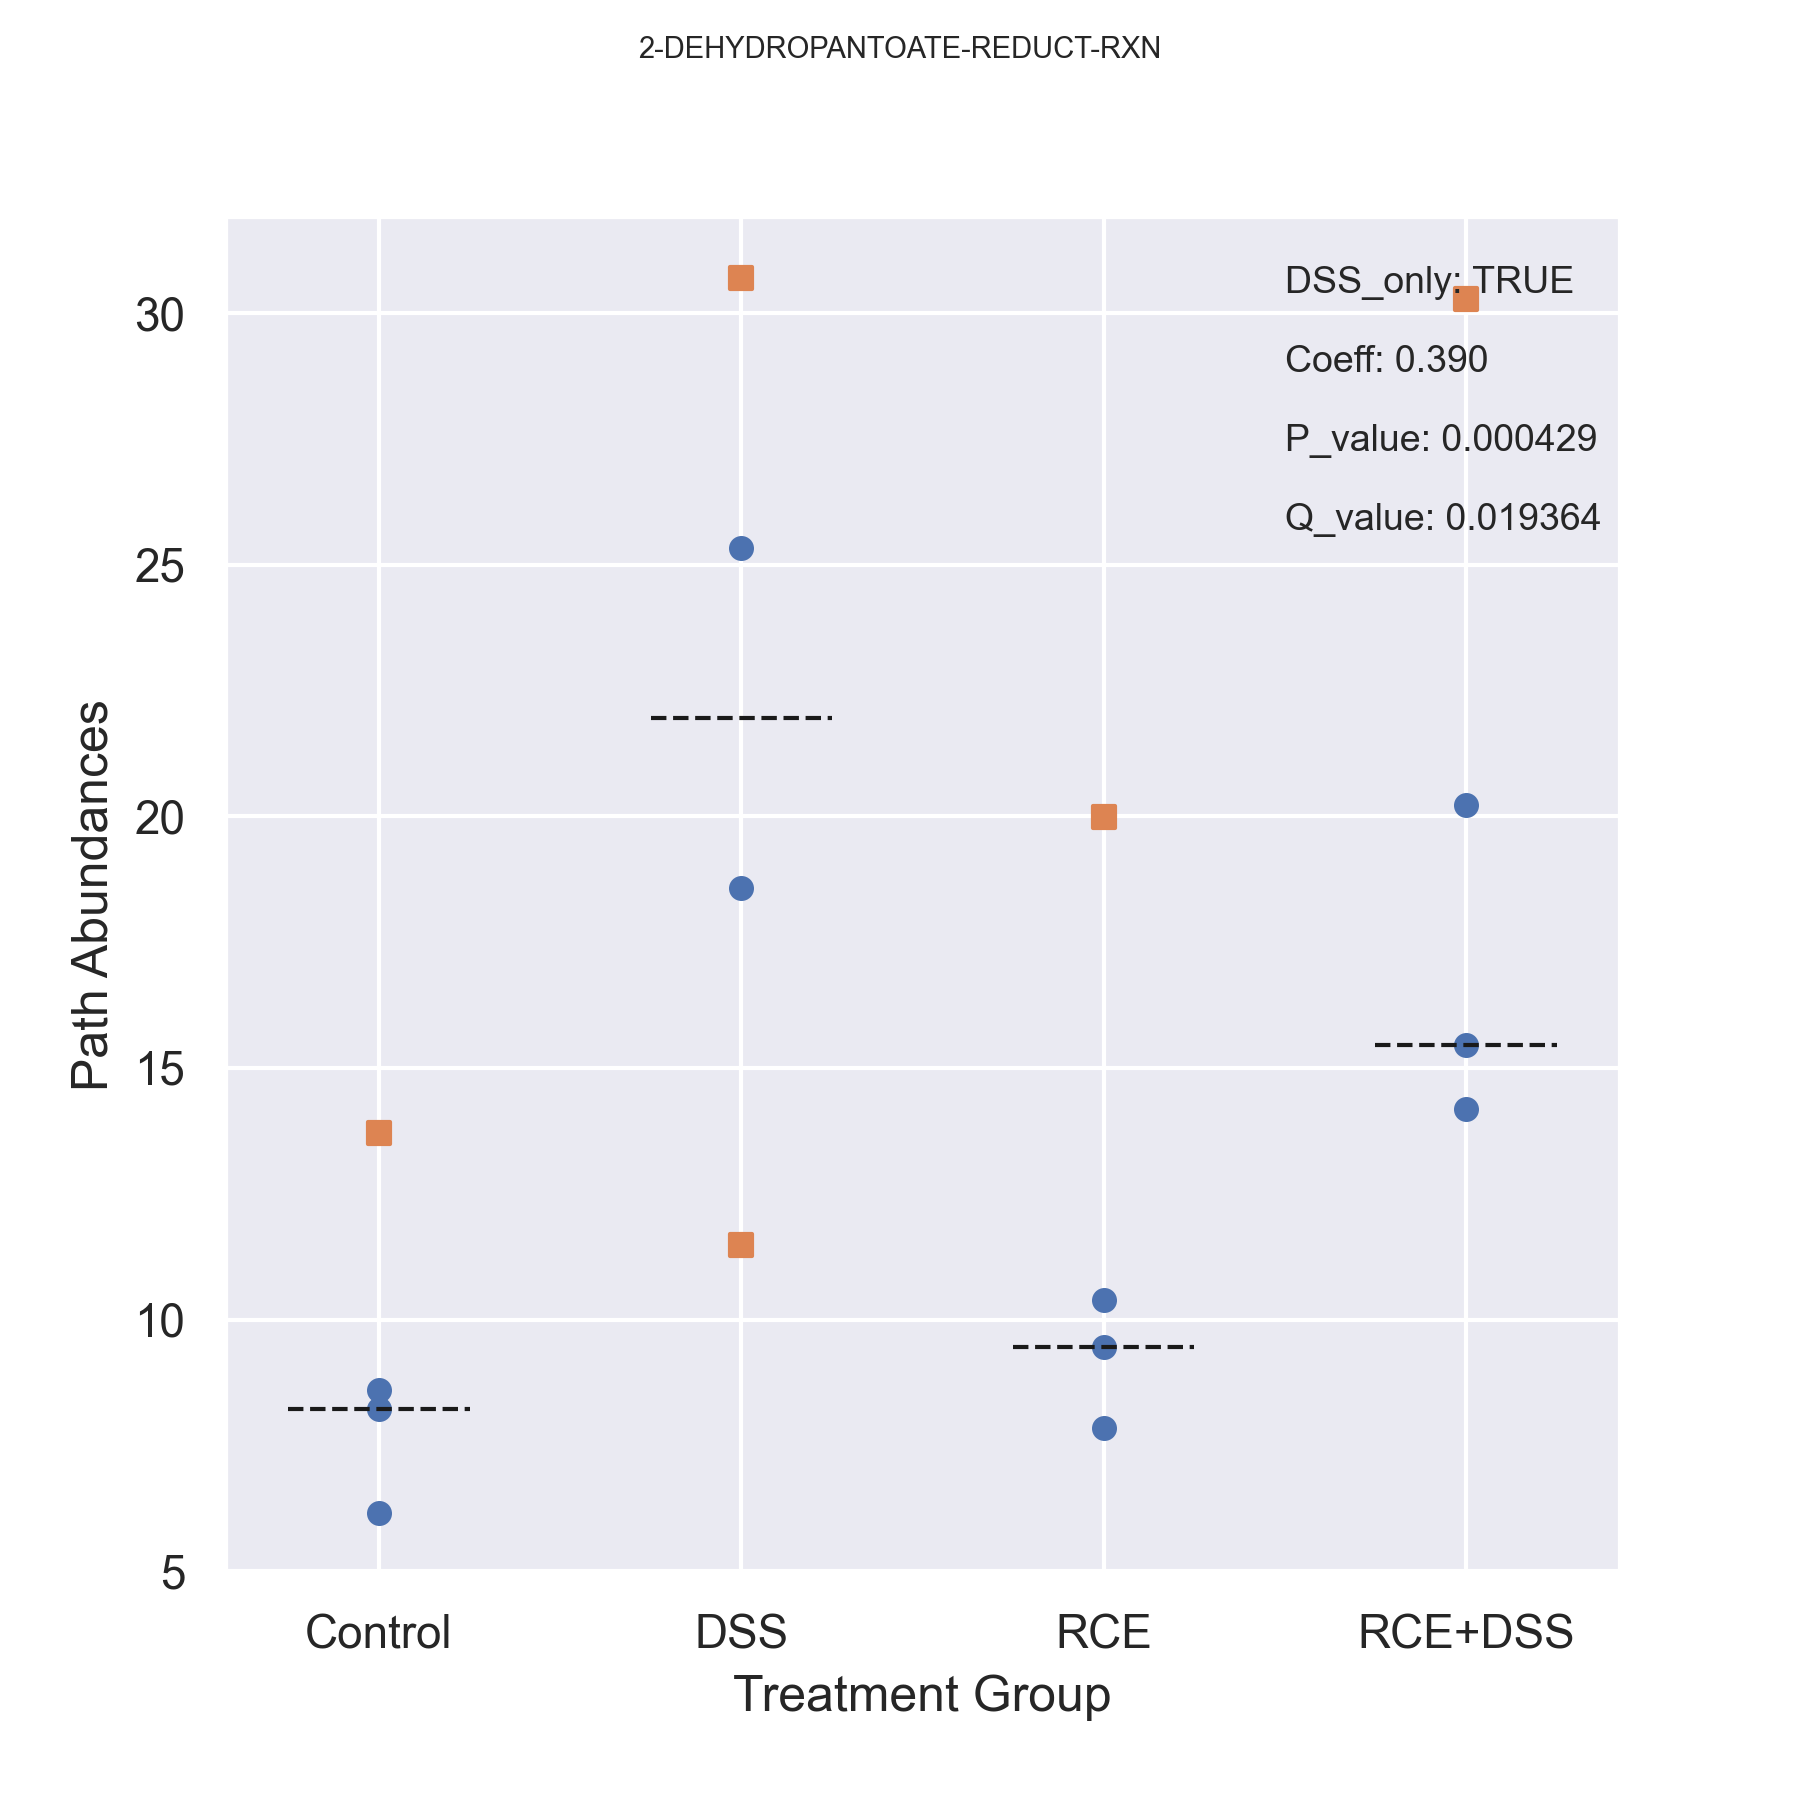 2-DEHYDROPANTOATE-REDUCT-RXN
DSS_only: TRUE
Coeff: 0.390
P_value: 0.000429
Q_value: 0.019364
30
25
20
15
10
5
Path Abundances
Control DSS RCE RCE+DSS
Treatment Group